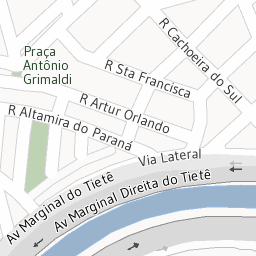 R Cachoeira do Sul
Praça
Antônio
Grimaldi
R Sta Francisca
R Artur Orlando
R Altamira do Paraná
Via Lateral
Av Marginal do Tietê
Av Marginal Direita do Tietê